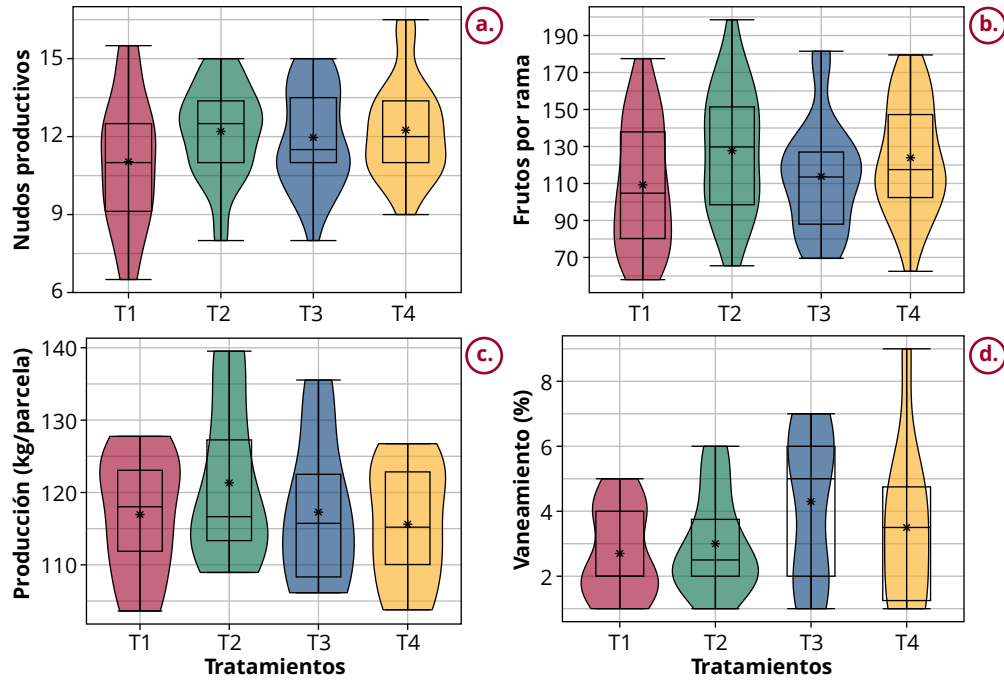 a.
Nudos productivos
15
12
9
6
T1 T2 T3 T4
b.
Frutos por rama
190
170
150
130
110
90
70
T1 T2 T3 T4
c.
Producción (kg/parcela)
140
130
120
110
T1 T2 T3 T4
Tratamientos
d.
Vaneamiento (%)
8
6
4
2
T1 T2 T3 T4
Tratamientos